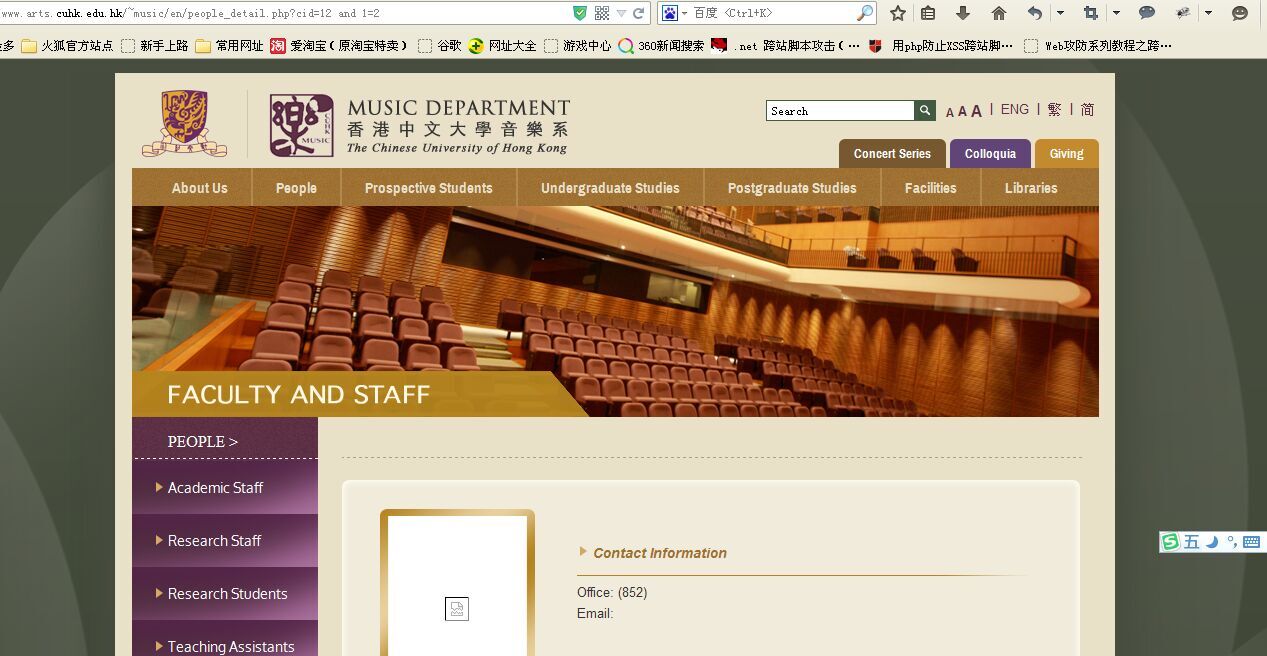 www.arts.cuhk.edu.hk/~music/en/people_detail.php?cid=12 and 1=2
百度 <Ctrl+K>
多 火狐官方站点 新手上路 常用网址 爱淘宝（原淘宝特卖） 谷歌 网址大全 游戏中心 360新闻搜索 .net 跨站脚本攻击（… 用php防止XSS跨站脚… Web攻防系列教程之跨…
樂
CUHK
MUSIC
MUSIC DEPARTMENT
香港中文大學音樂系
The Chinese University of Hong Kong
Search
A A A | ENG | 繁 | 简
Concert Series Colloquia Giving
About Us People Prospective Students Undergraduate Studies Postgraduate Studies Facilities Libraries
FACULTY AND STAFF
PEOPLE >
Academic Staff
Research Staff
Research Students
Teaching Assistants
Contact Information
Office: (852)
Email:
五